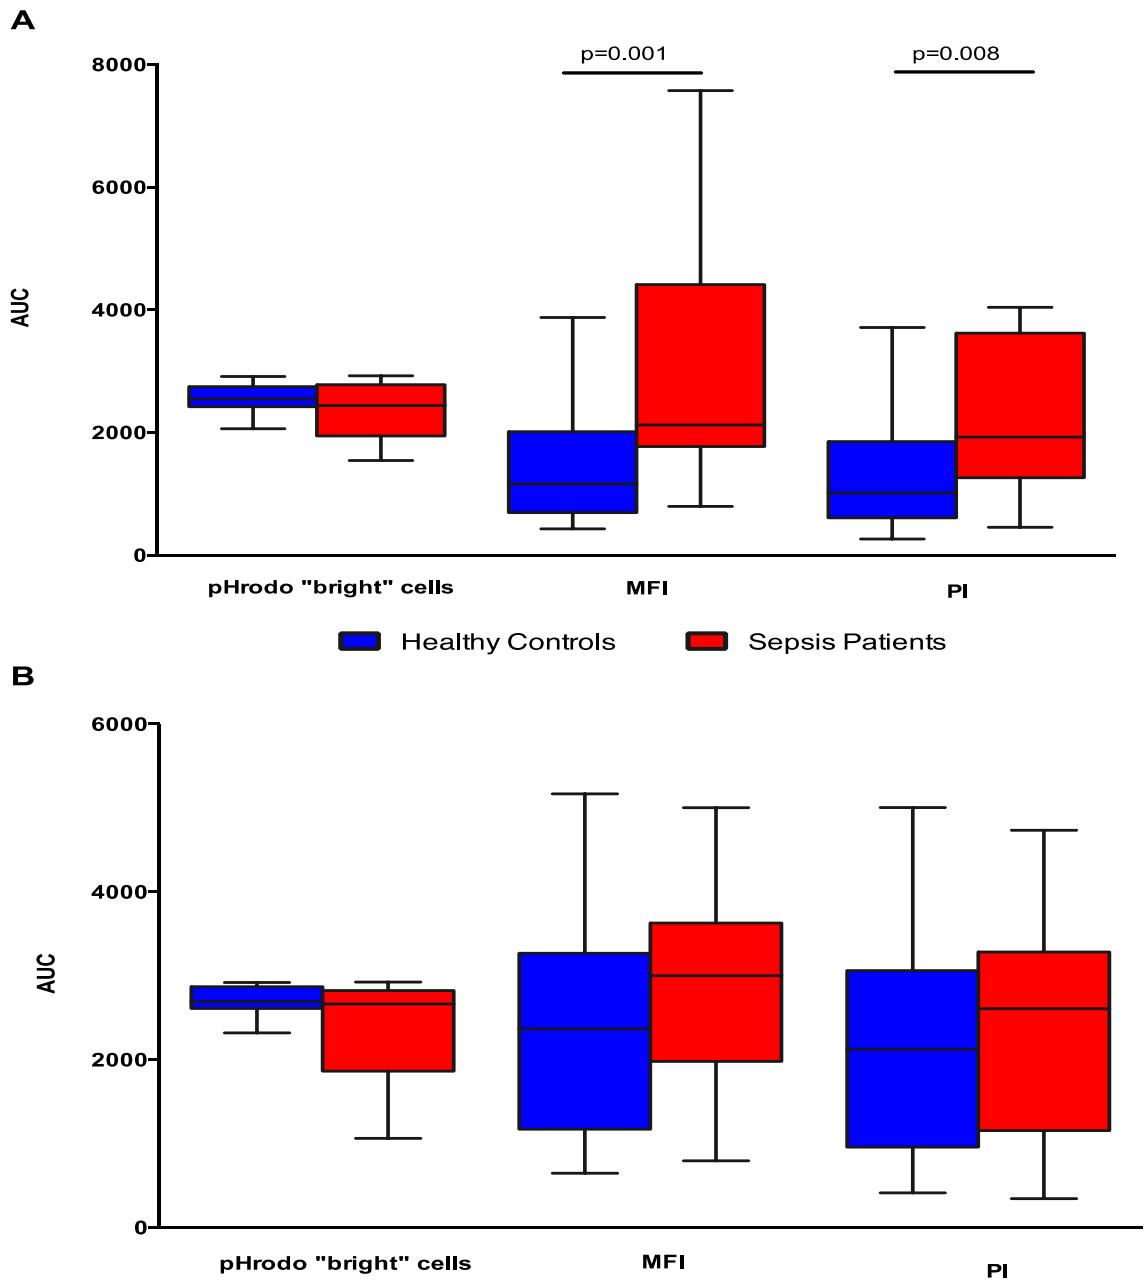 A
p=0.001
p=0.008
8000
6000
4000
2000
0
AUC
pHrodo "bright" cells
MFI
PI
Healthy Controls
Sepsis Patients
B
6000
4000
2000
0
AUC
pHrodo "bright" cells
MFI
PI